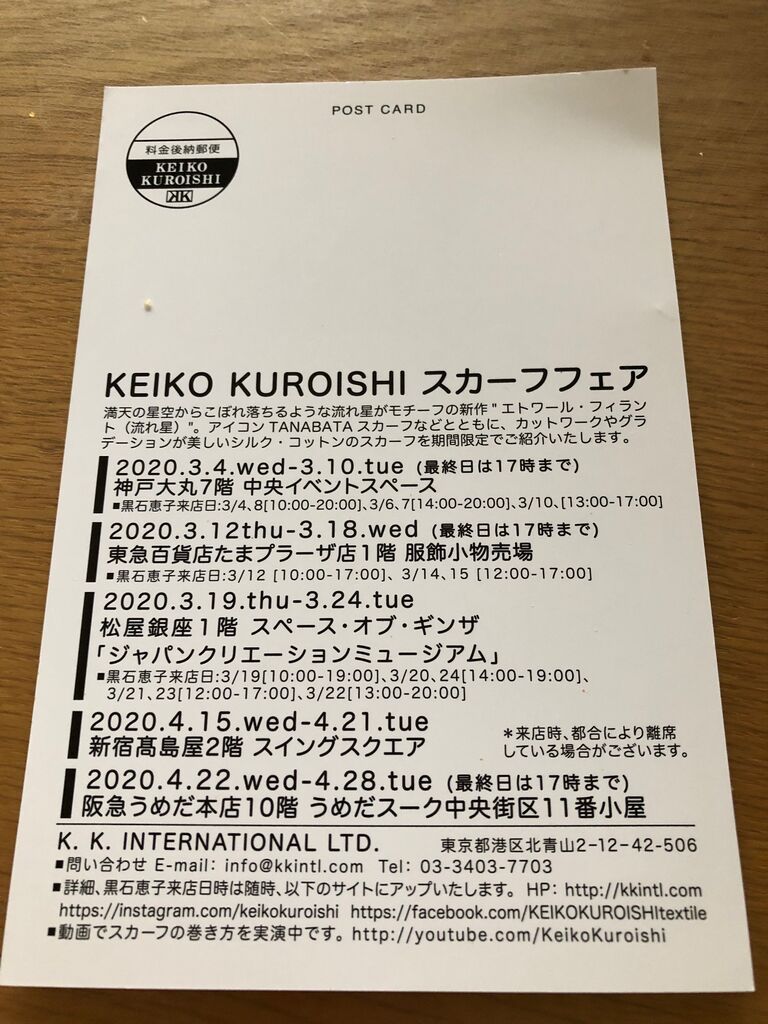 POST CARD
料金後納郵便
KEIKO
KUROISHI
KK
KEIKO KUROISHI スカーフフェア
満天の星空からこぼれ落ちるような流れ星がモチーフの新作" エトワール・フィラン
ト（流れ星）"。アイコン TANABATA スカーフなどとともに、カットワークやグラ
デーションが美しいシルク・コットンのスカーフを期間限定でご紹介いたします。
2020.3.4.wed-3.10.tue (最終日は17時まで)
神戸大丸7階 中央イベントスペース
■黒石恵子来店日:3/4、8[10:00-20:00]、3/6、7[14:00-20:00]、3/10、[13:00-17:00]
2020.3.12thu-3.18.wed (最終日は17時まで)
東急百貨店たまプラーザ店1階 服飾小物売場
■黒石恵子来店日:3/12 [10:00-17:00]、3/14、15 [12:00-17:00]
2020.3.19.thu-3.24.tue
松屋銀座1階 スペース・オブ・ギンザ
「ジャパンクリエーションミュージアム」
■黒石恵子来店日:3/19[10:00-19:00]、3/20、24[14:00-19:00]、
3/21、23[12:00-17:00]、3/22[13:00-20:00]
2020.4.15.wed-4.21.tue
新宿髙島屋2階 スイングスクエア
＊来店時、都合により離席
している場合がございます。
2020.4.22.wed-4.28.tue (最終日は17時まで)
阪急うめだ本店10階 うめだスーク中央街区11番小屋
K. K. INTERNATIONAL LTD. 東京都港区北青山2-12-42-506
■問い合わせ E-mail: info@kkintl.com Tel: 03-3403-7703
■詳細、黒石恵子来店日時は随時、以下のサイトにアップいたします。 HP: http://kkintl.com
https://instagram.com/keikokuroishi https://facebook.com/KEIKOKUROISHItextile
■動画でスカーフの巻き方を実演中です。http://youtube.com/KeikoKuroishi